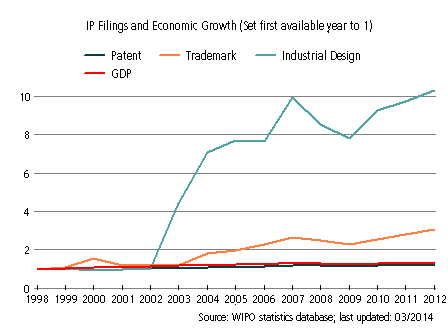 IP Filings and Economic Growth (Set first available year to 1)
Patent Trademark Industrial Design
GDP
10
8
6
4
2
0
1998 1999 2000 2001 2002 2003 2004 2005 2006 2007 2008 2009 2010 2011 2012
Source: WIPO statistics database; last updated: 03/2014